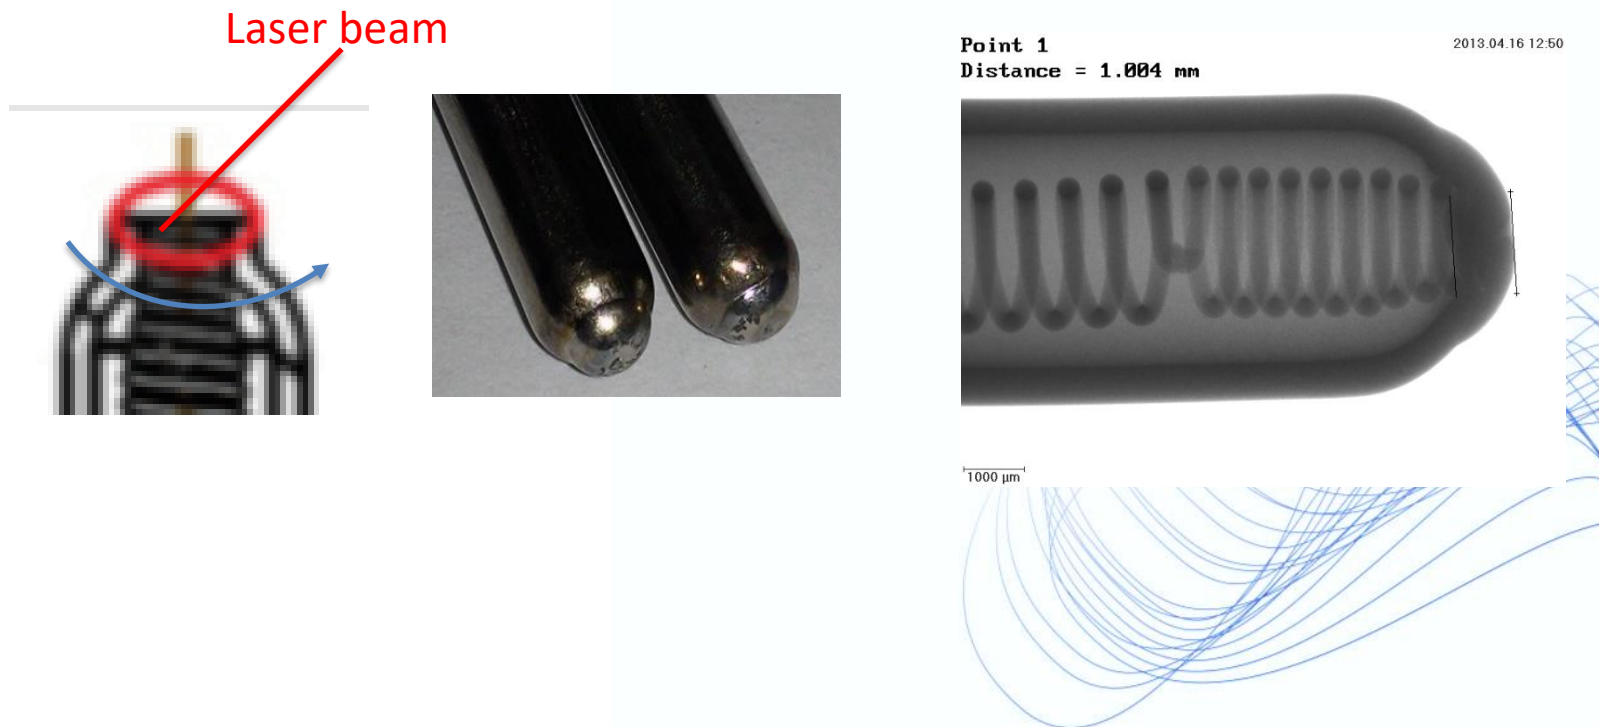 Laser beam
Point 1
Distance = 1.004 mm
2013.04.16 12:50
1000 µm